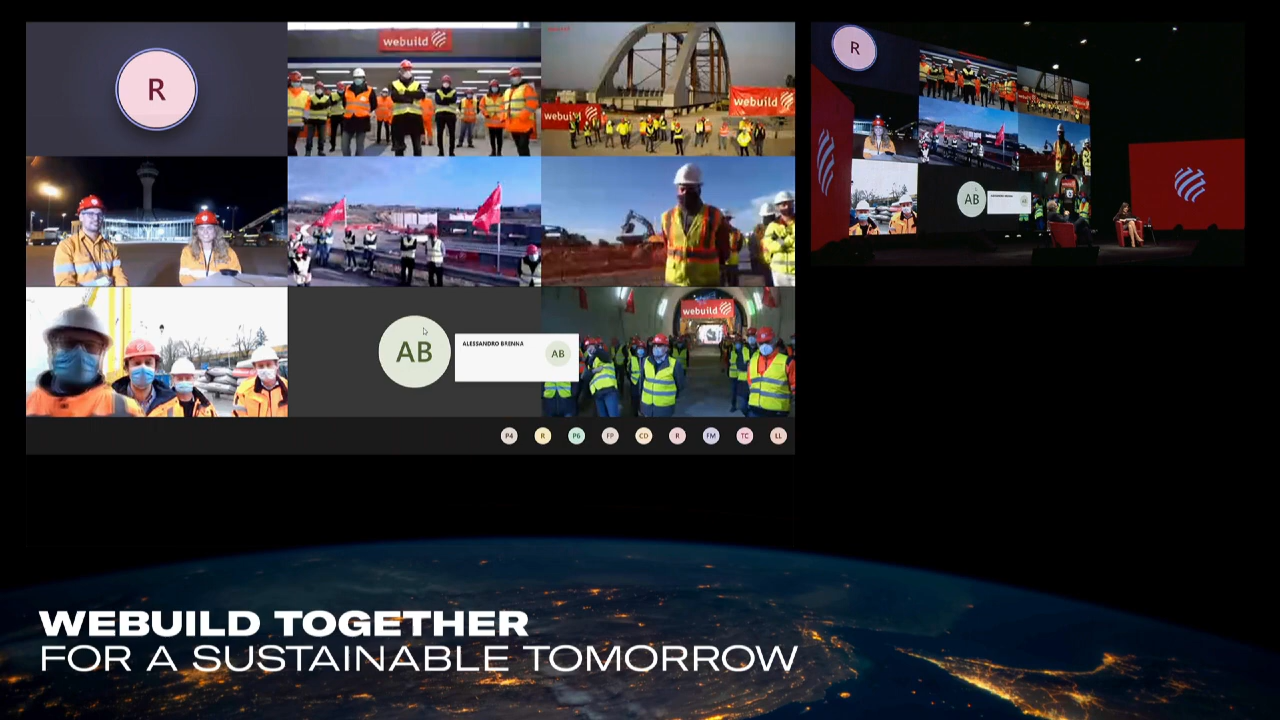 R
webuild
webuild
webuild
AB
ALESSANDRO BRENNA
AB
webuild
P4
R
P6
FP
CD
R
FM
TC
LL
R
AB
WEBUILD TOGETHER
FOR A SUSTAINABLE TOMORROW